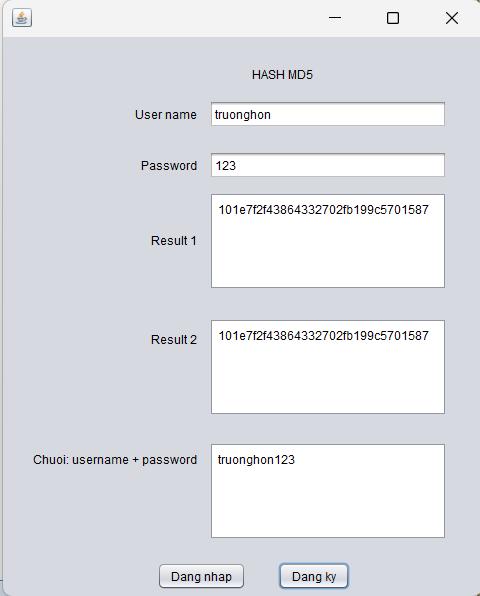 HASH MD5
User name truonghon
Password 123
Result 1 101e7f2f43864332702fb199c5701587
Result 2 101e7f2f43864332702fb199c5701587
Chuoi: username + password truonghon123
Dang nhap Dang ky